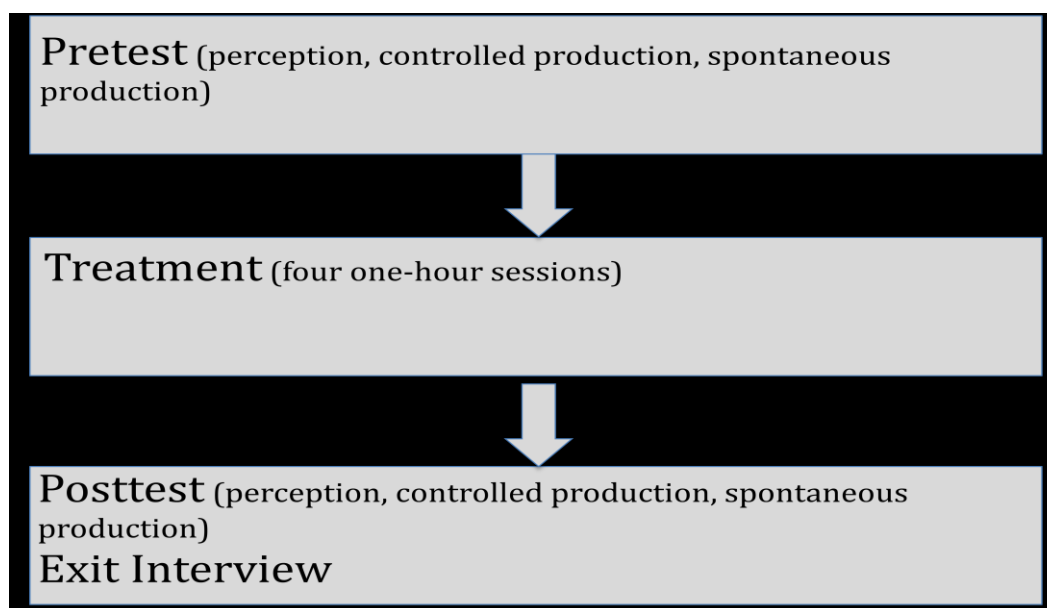 Pretest (perception, controlled production, spontaneous
production)
Treatment (four one-hour sessions)
Posttest (perception, controlled production, spontaneous
production)
Exit Interview